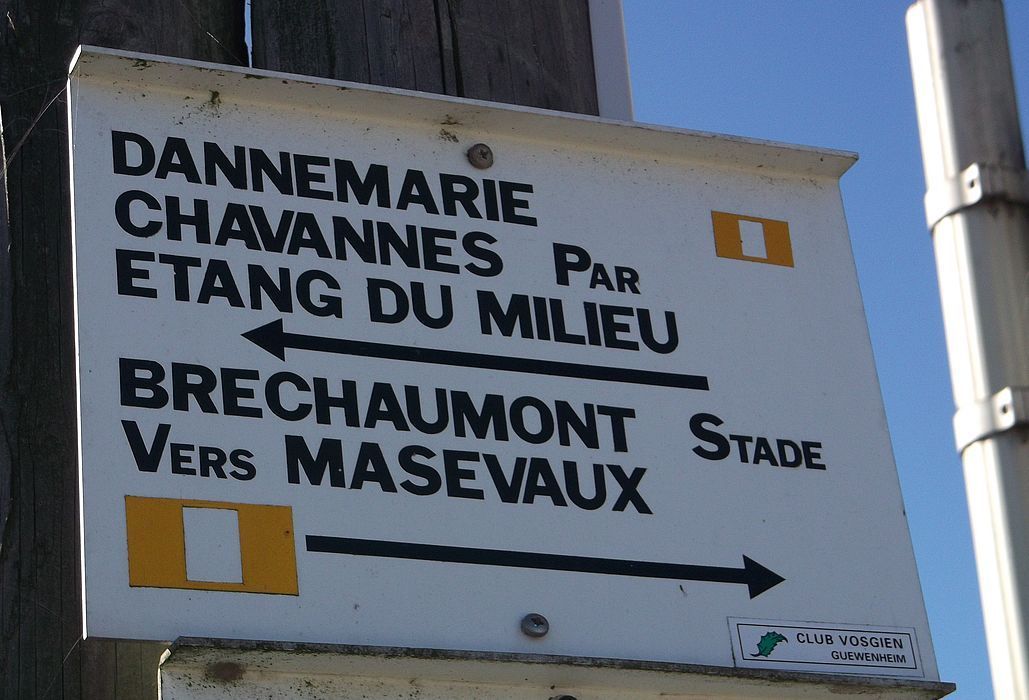 DANNEMARIE
CHAVANNES PAR
ETANG DU MILIEU
BRECHAUMONT STADE
VERS MASEVAUX
CLUB VOSGIEN
GUEWENHEIM